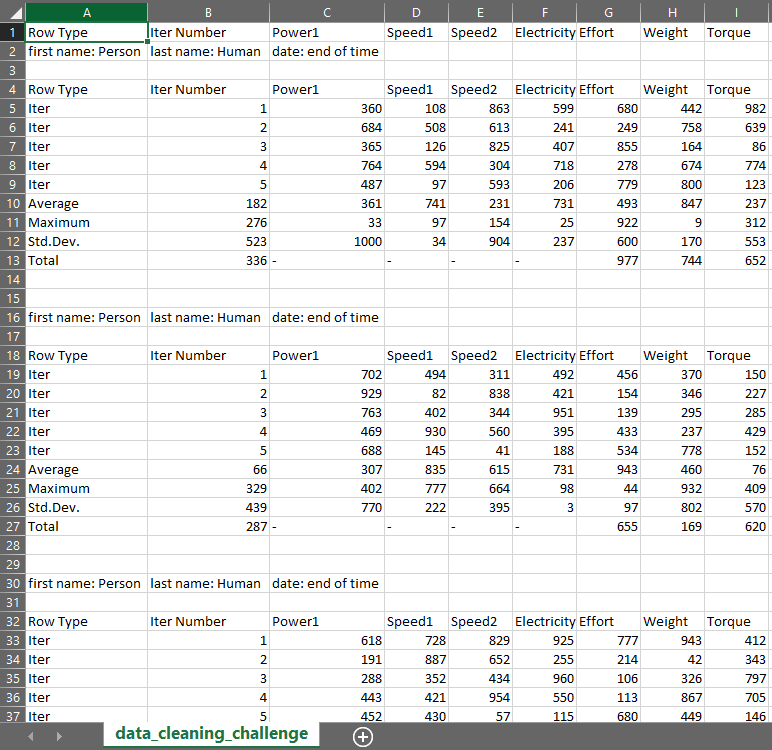 A B C D E F G H I
1 Row Type Iter Number Power1 Speed1 Speed2 Electricity Effort Weight Torque
2 first name: Person last name: Human date: end of time
3
4 Row Type Iter Number Power1 Speed1 Speed2 Electricity Effort Weight Torque
5 Iter 1 360 108 863 599 680 442 982
6 Iter 2 684 508 613 241 249 758 639
7 Iter 3 365 126 825 407 855 164 86
8 Iter 4 764 594 304 718 278 674 774
9 Iter 5 487 97 593 206 779 800 123
10 Average 182 361 741 231 731 493 847 237
11 Maximum 276 33 97 154 25 922 9 312
12 Std.Dev. 523 1000 34 904 237 600 170 553
13 Total 336 - - - - 977 744 652
14
15
16 first name: Person last name: Human date: end of time
17
18 Row Type Iter Number Power1 Speed1 Speed2 Electricity Effort Weight Torque
19 Iter 1 702 494 311 492 456 370 150
20 Iter 2 929 82 838 421 154 346 227
21 Iter 3 763 402 344 951 139 295 285
22 Iter 4 469 930 560 395 433 237 429
23 Iter 5 688 145 41 188 534 778 152
24 Average 66 307 835 615 731 943 460 76
25 Maximum 329 402 777 664 98 44 932 409
26 Std.Dev. 439 770 222 395 3 97 802 570
27 Total 287 - - - - 655 169 620
28
29
30 first name: Person last name: Human date: end of time
31
32 Row Type Iter Number Power1 Speed1 Speed2 Electricity Effort Weight Torque
33 Iter 1 618 728 829 925 777 943 412
34 Iter 2 191 887 652 255 214 42 343
35 Iter 3 288 352 434 960 106 326 797
36 Iter 4 443 421 954 550 113 867 705
37 Iter 5 452 430 57 115 680 449 146
data_cleaning_challenge